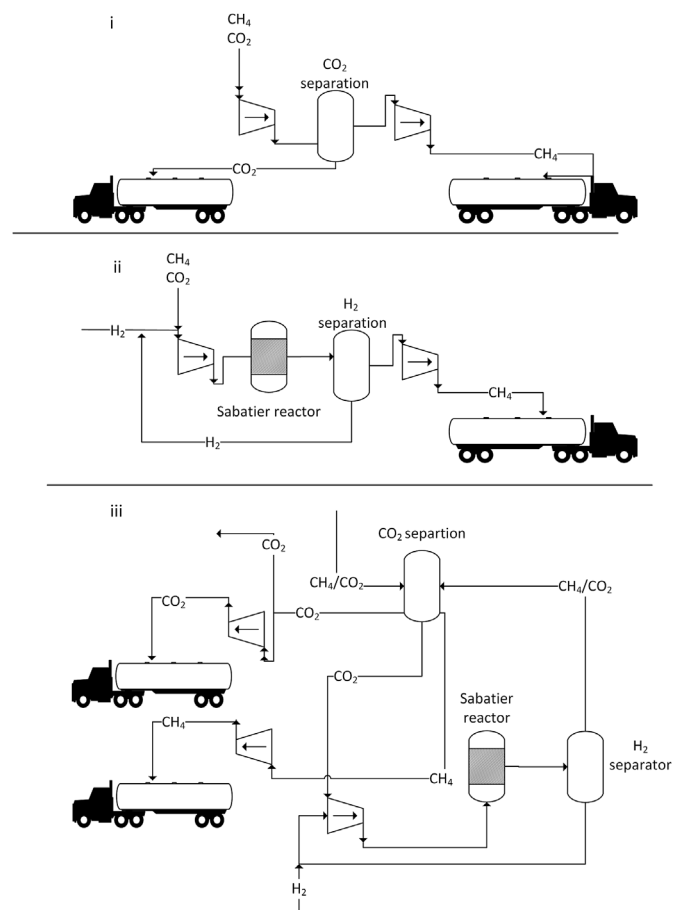 i
CH₄
CO₂
CO₂
separation
CH₄
CO₂
ii
CH₄
CO₂
H₂
H₂
separation
Sabatier reactor
CH₄
H₂
iii
CO₂ separtion
CO₂
CH₄/CO₂
CH₄/CO₂
CO₂
CO₂
CO₂
Sabatier
reactor
CH₄
H₂
separator
CH₄
H₂